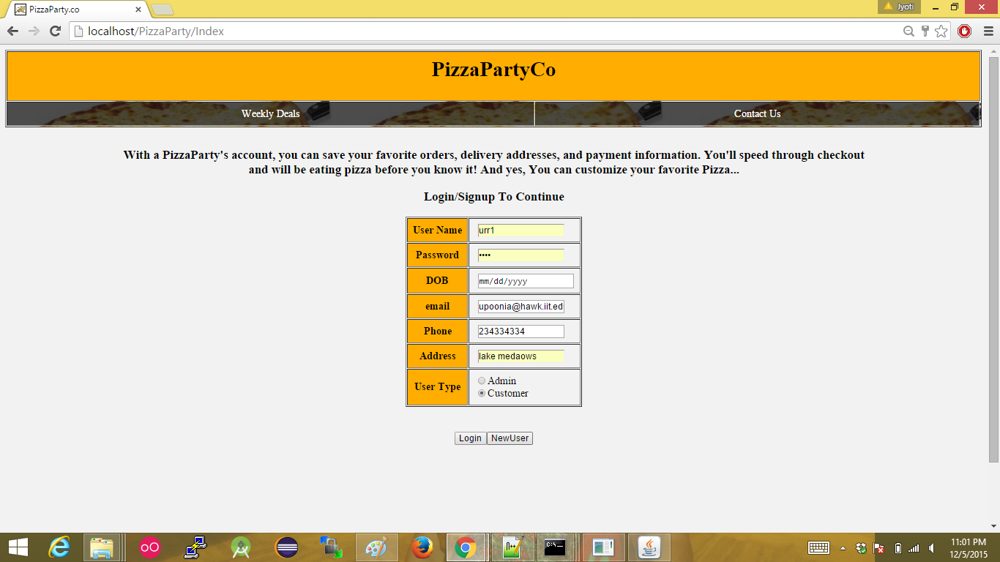 PizzaParty.co
Jyoti
localhost/PizzaParty/Index
PizzaPartyCo
Weekly Deals Contact Us
With a PizzaParty's account, you can save your favorite orders, delivery addresses, and payment information. You'll speed through checkout
and will be eating pizza before you know it! And yes, You can customize your favorite Pizza...
Login/Signup To Continue
User Name urr1
Password ••••
DOB mm/dd/yyyy
email upoonia@hawk.iit.ed
Phone 234334334
Address lake medaows
User Type Admin
Customer
Login NewUser
11:01 PM
12/5/2015